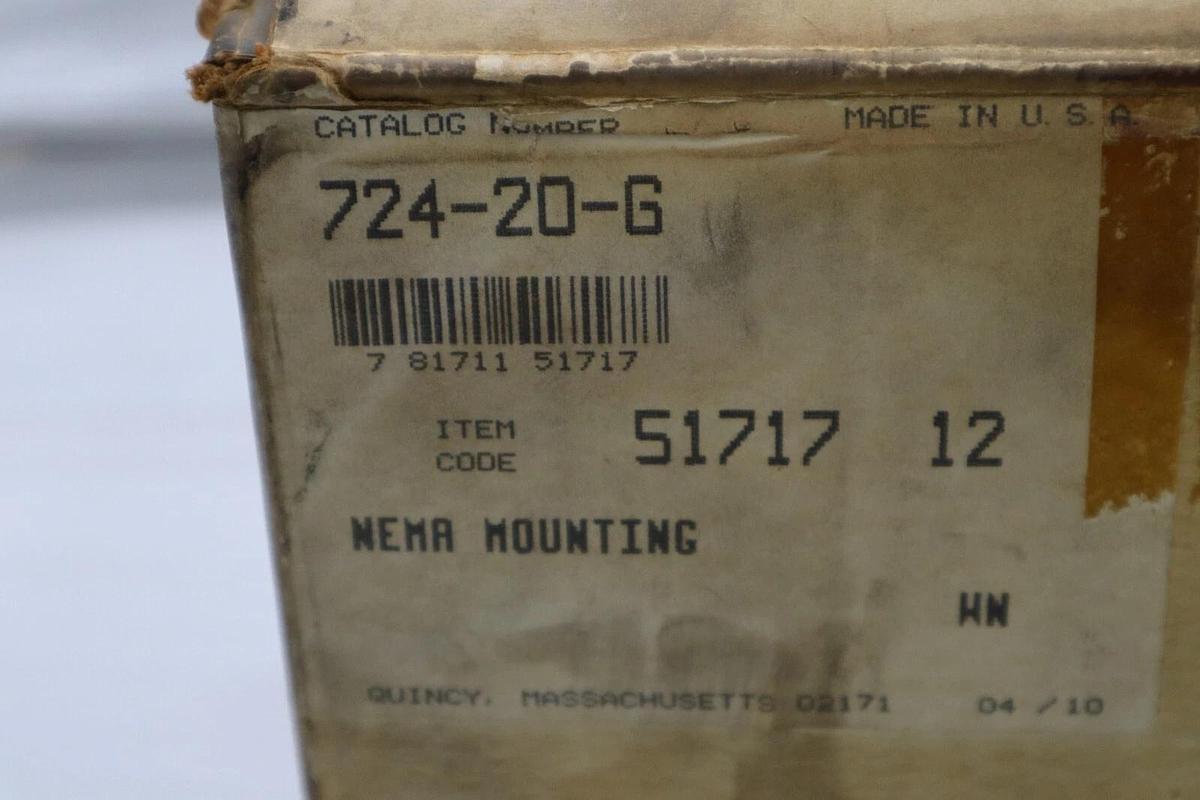 CATALOG NUMBER MADE IN U.S.A.
724-20-G
7 81711 51717
ITEM CODE 51717 12
NEMA MOUNTING
WN
QUINCY, MASSACHUSETTS 02171 04 /10